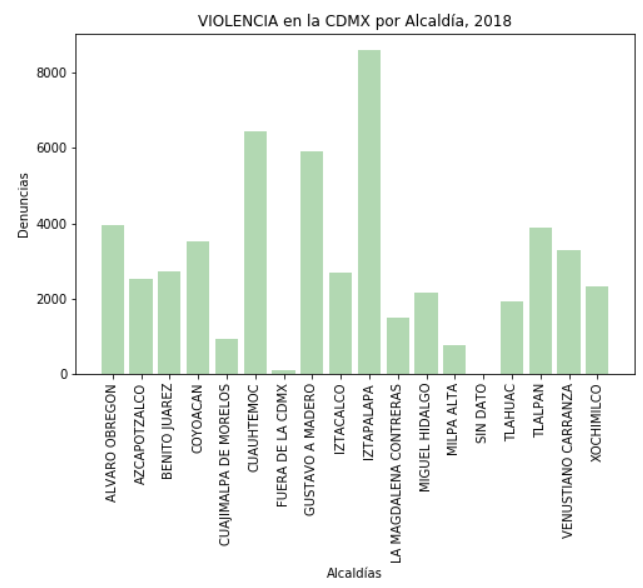 VIOLENCIA en la CDMX por Alcaldía, 2018
Denuncias
8000
6000
4000
2000
0
ALVARO OBREGON
AZCAPOTZALCO
BENITO JUAREZ
COYOACAN
CUAJIMALPA DE MORELOS
CUAUHTEMOC
FUERA DE LA CDMX
GUSTAVO A MADERO
IZTACALCO
IZTAPALAPA
LA MAGDALENA CONTRERAS
MIGUEL HIDALGO
MILPA ALTA
SIN DATO
TLAHUAC
TLALPAN
VENUSTIANO CARRANZA
XOCHIMILCO
Alcaldías